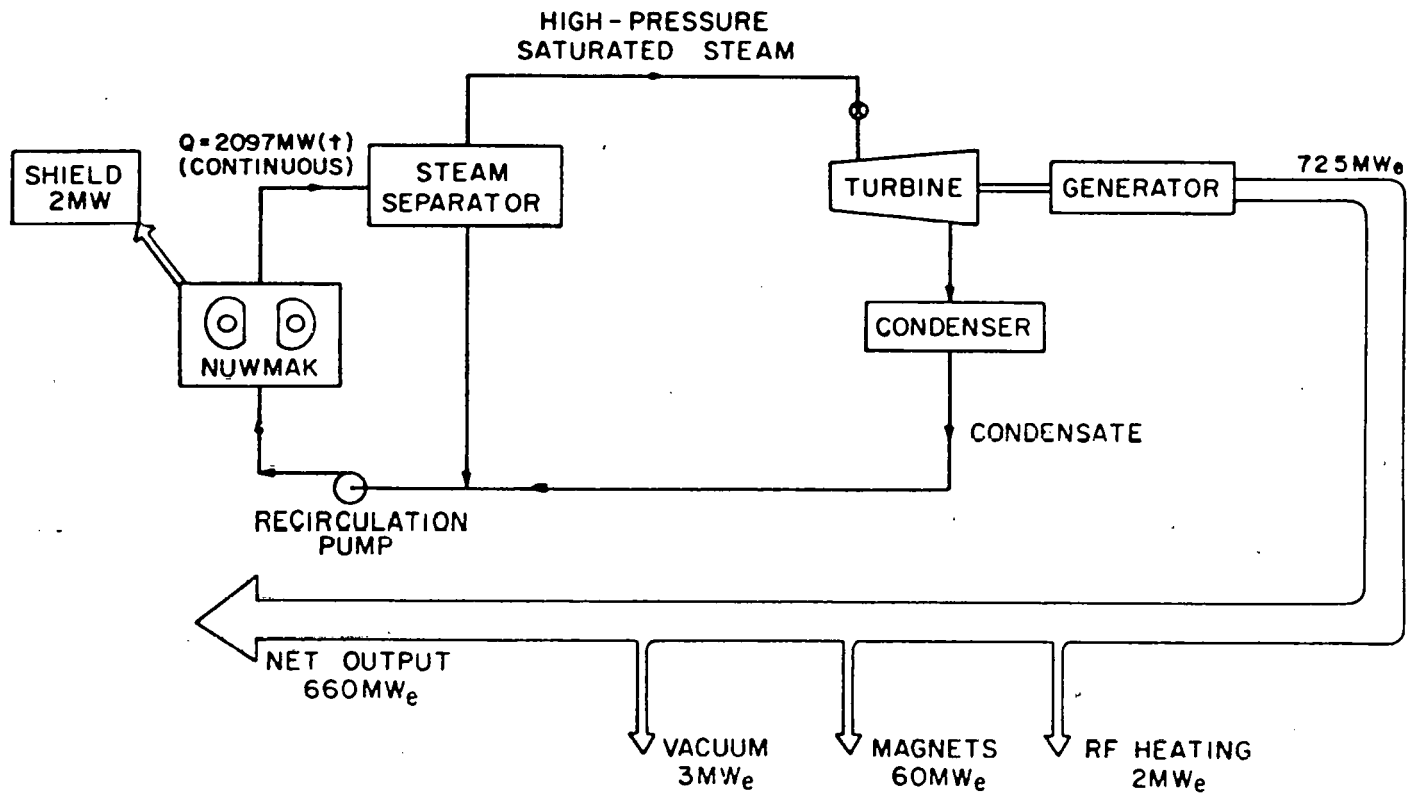 HIGH-PRESSURE
SATURATED STEAM
Q=2097MW(t)
(CONTINUOUS)
SHIELD
2MW
STEAM
SEPARATOR
TURBINE
GENERATOR
725MWe
NUWMAK
CONDENSER
CONDENSATE
RECIRCULATION
PUMP
NET OUTPUT
660MWe
VACUUM
3MWe
MAGNETS
60MWe
RF HEATING
2MWe